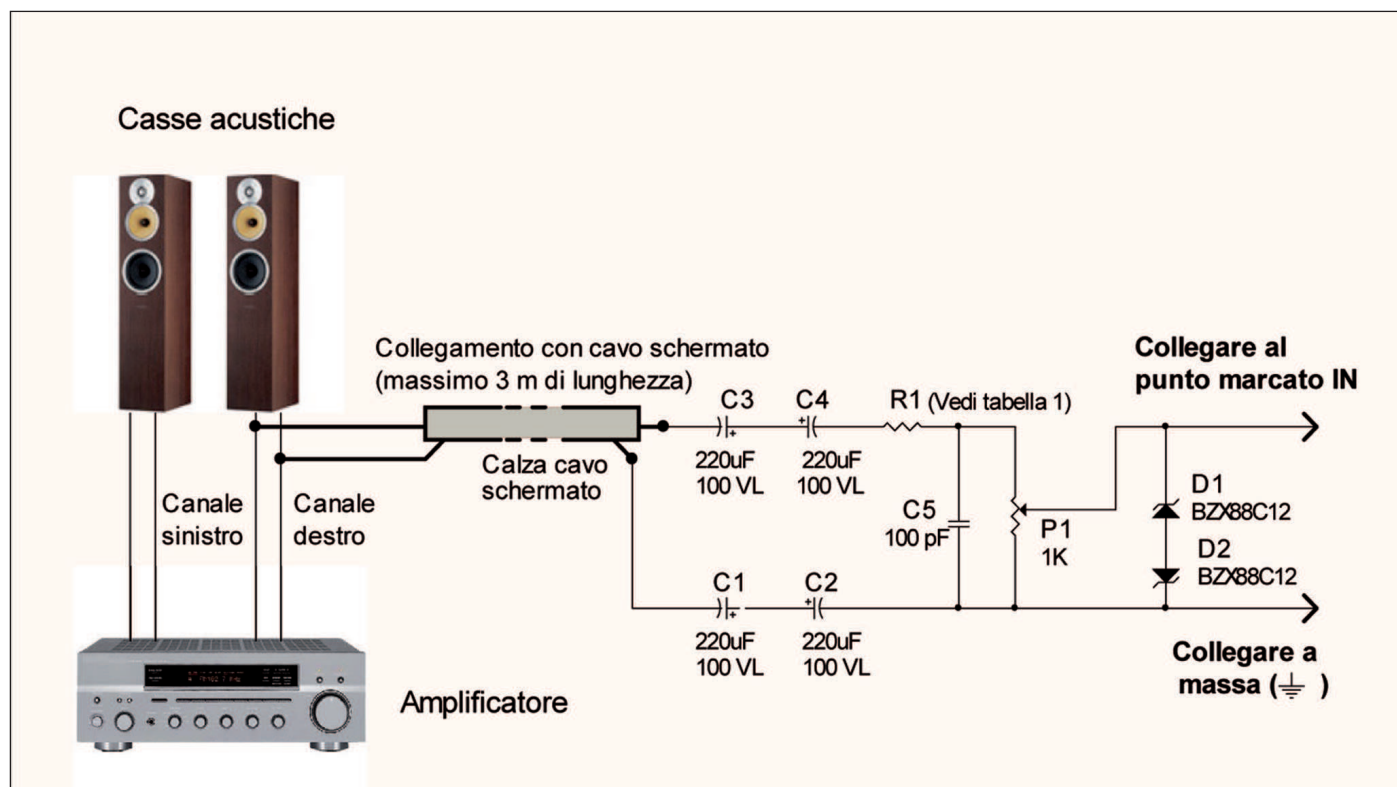 Casse acustiche
Collegamento con cavo schermato
(massimo 3 m di lunghezza)
Calza cavo
schermato
Canale
sinistro
Canale
destro
Amplificatore
C3
220uF
100 VL
C4
220uF
100 VL
R1 (Vedi tabella 1)
C5
100 pF
P1
1K
C1
220uF
100 VL
C2
220uF
100 VL
D1
BZX88C12
D2
BZX88C12
Collegare al
punto marcato IN
Collegare a
massa ( )